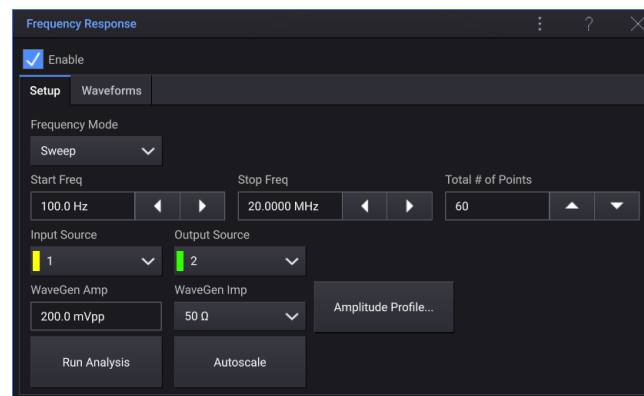 Frequency Response
?
Enable
Setup Waveforms
Frequency Mode
Sweep
Start Freq Stop Freq Total # of Points
100.0 Hz 20.0000 MHz 60
Input Source Output Source
1 2
WaveGen Amp WaveGen Imp
200.0 mVpp 50 Ω Amplitude Profile...
Run Analysis Autoscale